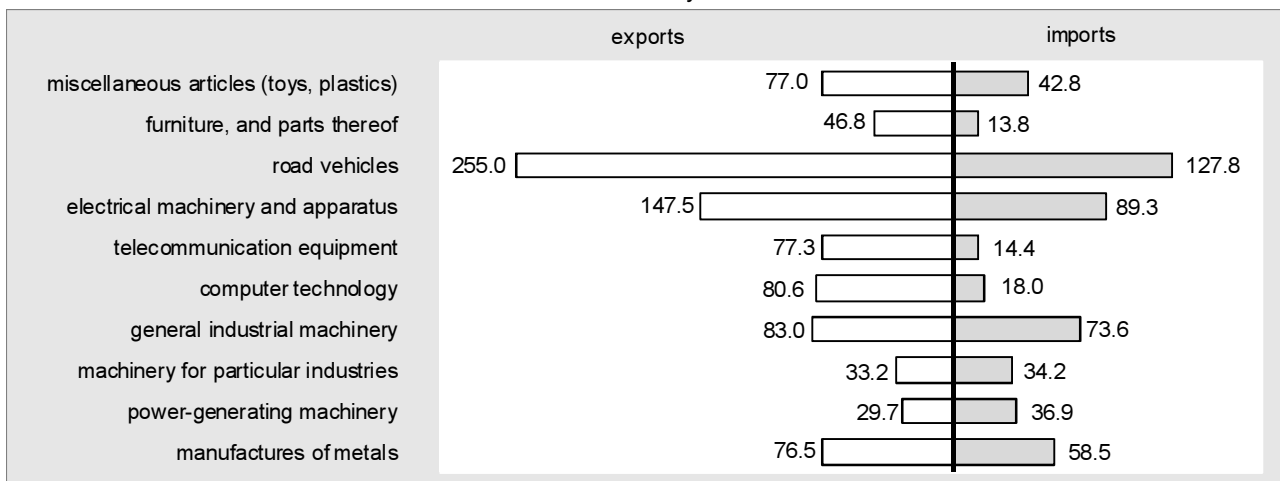 exports imports
miscellaneous articles (toys, plastics) 77.0 42.8
furniture, and parts thereof 46.8 13.8
road vehicles 255.0 127.8
electrical machinery and apparatus 147.5 89.3
telecommunication equipment 77.3 14.4
computer technology 80.6 18.0
general industrial machinery 83.0 73.6
machinery for particular industries 33.2 34.2
power-generating machinery 29.7 36.9
manufactures of metals 76.5 58.5